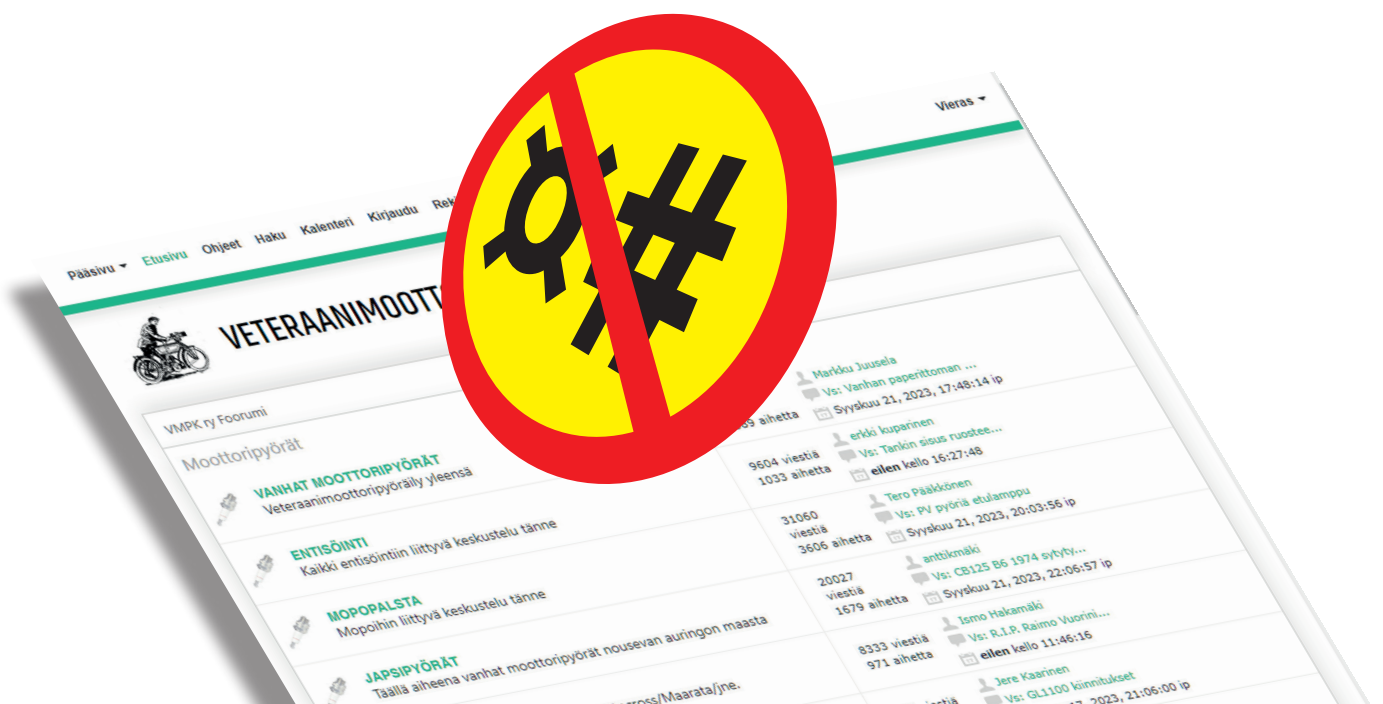 Pääsivu Etusivu Ohjeet Haku Kalenteri Kirjaudu Vieras
¤#
VMPK ry Foorumi
Moottoripyörät
VANHAT MOOTTORIPYÖRÄT
Veteraanimoottoripyöräily yleensä
aihetta
Markku Juusela
Vs: Vanhan paperittoman ...
Syyskuu 21, 2023, 17:48:14 ip
ENTISÖINTI
Kaikki entisöintiin liittyvä keskustelu tänne
9604 viestiä
1033 aihetta
erkki kuparinen
Vs: Tankin sisus ruostee...
eilen kello 16:27:48
MOPOPALSTA
Mopoihin liittyvä keskustelu tänne
31060
viestiä
3606 aihetta
Tero Pääkkönen
Vs: PV pyöriä etulamppu
Syyskuu 21, 2023, 20:03:56 ip
JAPSIPYÖRÄT
Täällä aiheena vanhat moottoripyörät nousevan auringon maasta
20027
viestiä
1679 aihetta
anttikmäki
Vs: CB125 B6 1974 sytyty...
Syyskuu 21, 2023, 22:06:57 ip
8333 viestiä
971 aihetta
Ismo Hakamäki
Vs: R.I.P. Raimo Vuorini...
eilen kello 11:46:16
Jere Kaarinen
Vs: GL1100 kiinnitukset
2023, 21:06:00 ip